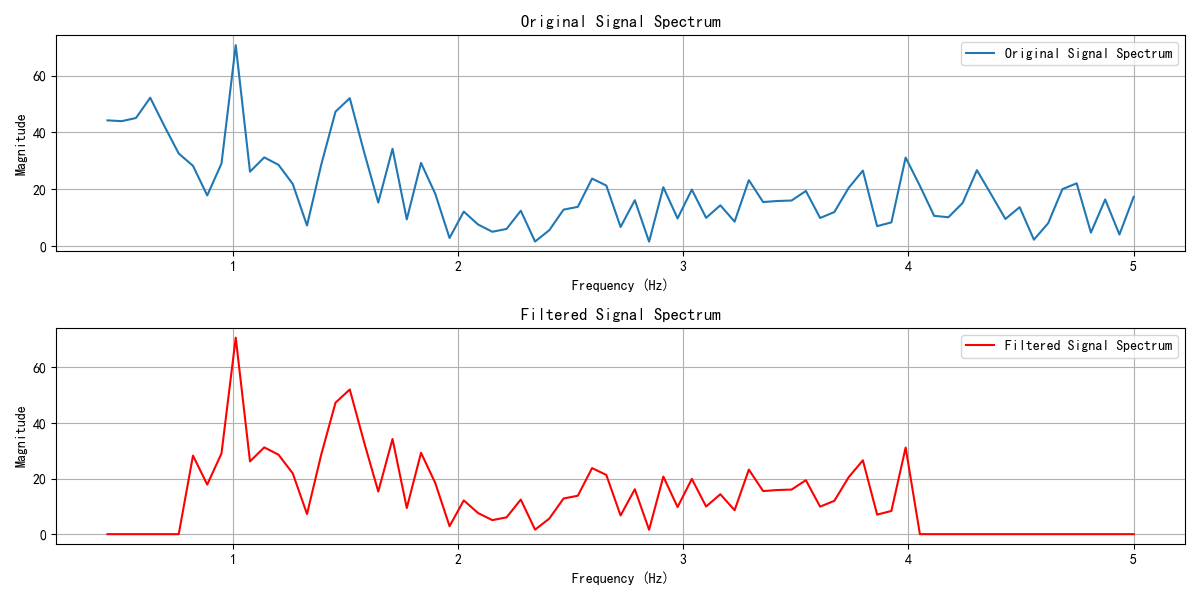 Original Signal Spectrum
Original Signal Spectrum
Magnitude
60
40
20
0
1 2 3 4 5
Frequency (Hz)
Filtered Signal Spectrum
Filtered Signal Spectrum
Magnitude
60
40
20
0
1 2 3 4 5
Frequency (Hz)